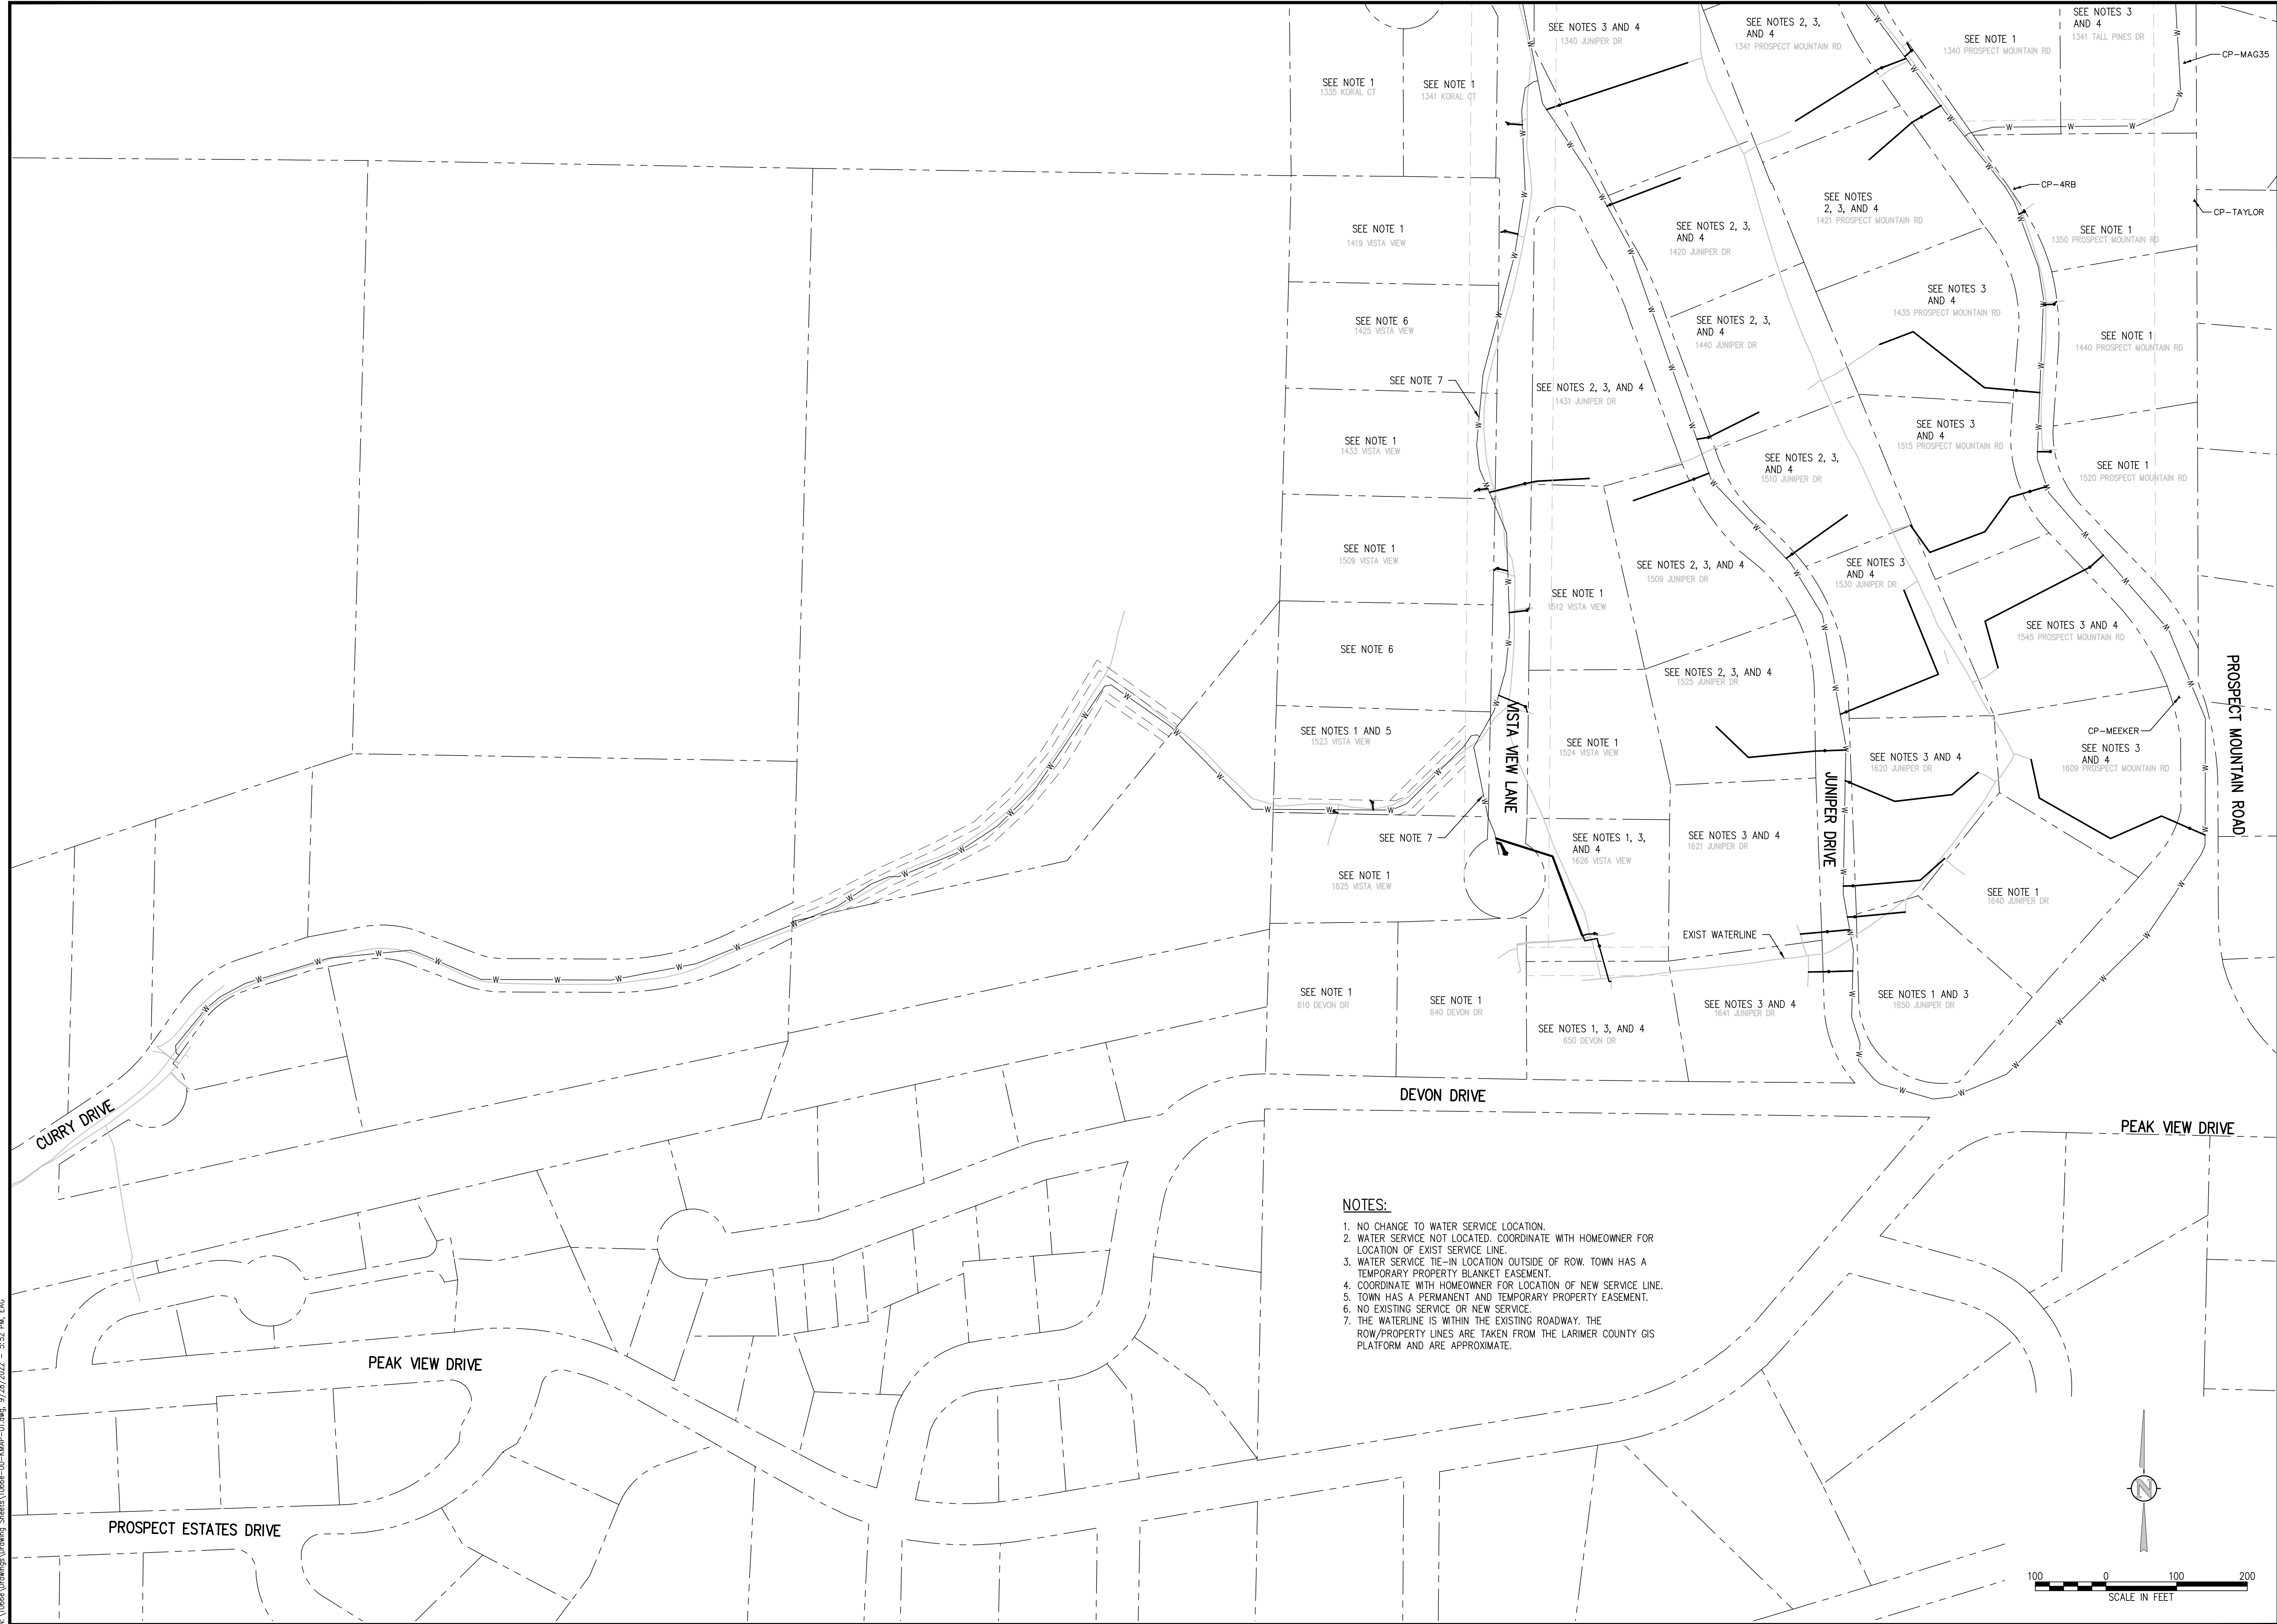 SEE NOTES 3 AND 4
1340 JUNIPER DR
SEE NOTES 2, 3,
AND 4
1341 PROSPECT MOUNTAIN RD
SEE NOTE 1
1340 PROSPECT MOUNTAIN RD
SEE NOTES 3
AND 4
1341 TALL PINES DR
CP-MAG35
SEE NOTE 1
1335 KORAL CT
SEE NOTE 1
1341 KORAL CT
CP-4RB
CP-TAYLOR
SEE NOTE 1
1419 VISTA VIEW
SEE NOTES 2, 3,
AND 4
1420 JUNIPER DR
SEE NOTES
2, 3, AND 4
1421 PROSPECT MOUNTAIN RD
SEE NOTE 1
1350 PROSPECT MOUNTAIN RD
SEE NOTE 6
1425 VISTA VIEW
SEE NOTES 2, 3,
AND 4
1440 JUNIPER DR
SEE NOTES 3
AND 4
1435 PROSPECT MOUNTAIN RD
SEE NOTE 1
1440 PROSPECT MOUNTAIN RD
SEE NOTE 7
SEE NOTES 2, 3, AND 4
1431 JUNIPER DR
SEE NOTE 1
1433 VISTA VIEW
SEE NOTES 2, 3,
AND 4
1510 JUNIPER DR
SEE NOTES 3
AND 4
1515 PROSPECT MOUNTAIN RD
SEE NOTE 1
1520 PROSPECT MOUNTAIN RD
SEE NOTE 1
1509 VISTA VIEW
SEE NOTE 1
1512 VISTA VIEW
SEE NOTES 2, 3, AND 4
1509 JUNIPER DR
SEE NOTES 3
AND 4
1530 JUNIPER DR
SEE NOTES 3 AND 4
1545 PROSPECT MOUNTAIN RD
SEE NOTE 6
SEE NOTES 2, 3, AND 4
1525 JUNIPER DR
SEE NOTES 1 AND 5
1523 VISTA VIEW
VISTA VIEW LANE
SEE NOTE 1
1524 VISTA VIEW
JUNIPER DRIVE
SEE NOTES 3 AND 4
1620 JUNIPER DR
CP-MEEKER
SEE NOTES 3
AND 4
1609 PROSPECT MOUNTAIN RD
PROSPECT MOUNTAIN ROAD
SEE NOTE 7
SEE NOTES 1, 3,
AND 4
1626 VISTA VIEW
SEE NOTES 3 AND 4
1621 JUNIPER DR
SEE NOTE 1
1625 VISTA VIEW
SEE NOTE 1
1640 JUNIPER DR
EXIST WATERLINE
SEE NOTE 1
610 DEVON DR
SEE NOTE 1
640 DEVON DR
SEE NOTES 1, 3, AND 4
650 DEVON DR
SEE NOTES 3 AND 4
1641 JUNIPER DR
SEE NOTES 1 AND 3
1650 JUNIPER DR
CURRY DRIVE
DEVON DRIVE
PEAK VIEW DRIVE
NOTES:
1. NO CHANGE TO WATER SERVICE LOCATION.
2. WATER SERVICE NOT LOCATED. COORDINATE WITH HOMEOWNER FOR
LOCATION OF EXIST SERVICE LINE.
3. WATER SERVICE TIE-IN LOCATION OUTSIDE OF ROW. TOWN HAS A
TEMPORARY PROPERTY BLANKET EASEMENT.
4. COORDINATE WITH HOMEOWNER FOR LOCATION OF NEW SERVICE LINE.
5. TOWN HAS A PERMANENT AND TEMPORARY PROPERTY EASEMENT.
6. NO EXISTING SERVICE OR NEW SERVICE.
7. THE WATERLINE IS WITHIN THE EXISTING ROADWAY. THE
ROW/PROPERTY LINES ARE TAKEN FROM THE LARIMER COUNTY GIS
PLATFORM AND ARE APPROXIMATE.
PEAK VIEW DRIVE
PROSPECT ESTATES DRIVE
N
100 0 100 200
SCALE IN FEET